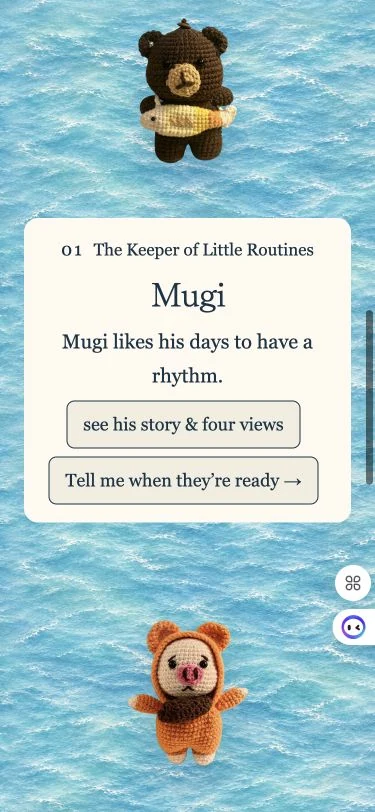 01 The Keeper of Little Routines
Mugi
Mugi likes his days to have a
rhythm.
see his story & four views
Tell me when they’re ready →